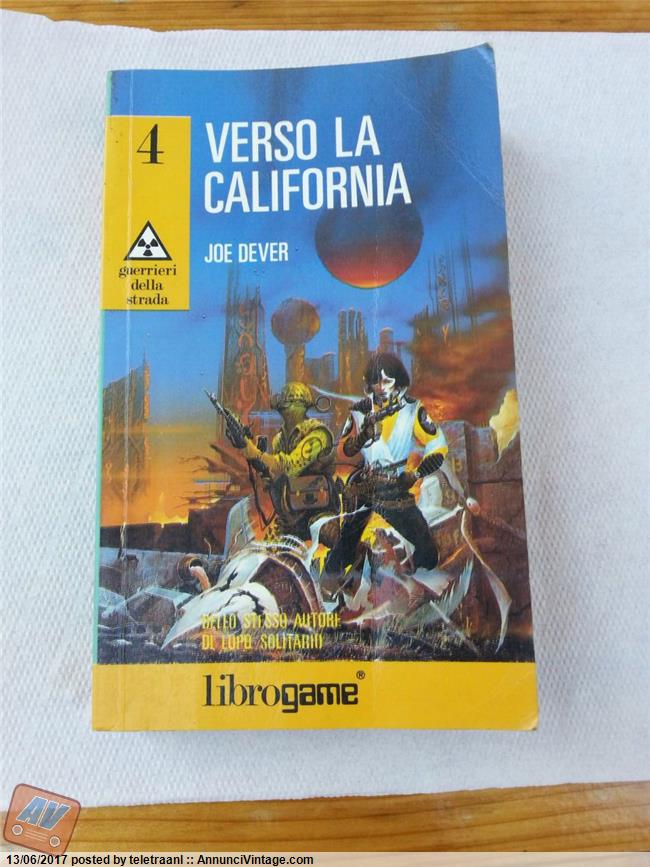 4
VERSO LA
CALIFORNIA
JOE DEVER
guerrieri
della
strada
DELLO STESSO AUTORE
DI LUPO SOLITARIO
librogame®
AV
13/06/2017 posted by teletraanI :: AnnunciVintage.com